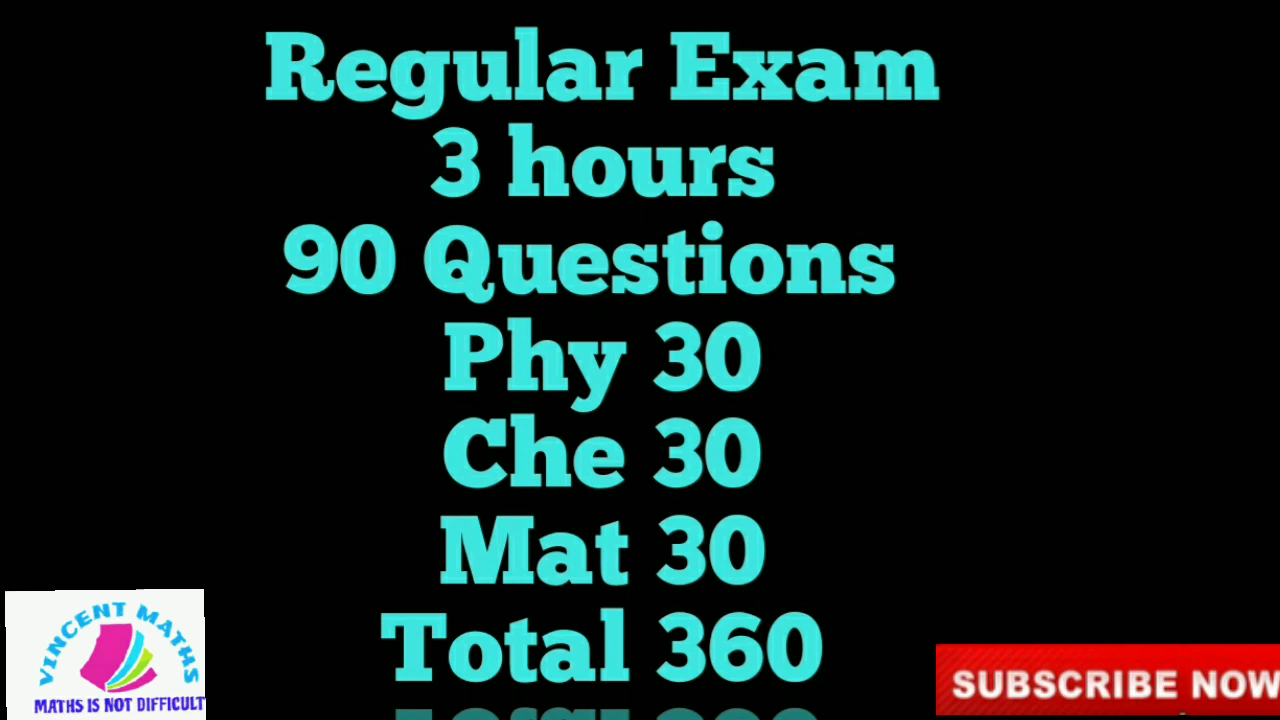 Regular Exam
3 hours
90 Questions
Phy 30
Che 30
Mat 30
Total 360
VINCENT MATHS
MATHS IS NOT DIFFICULT
SUBSCRIBE NOW